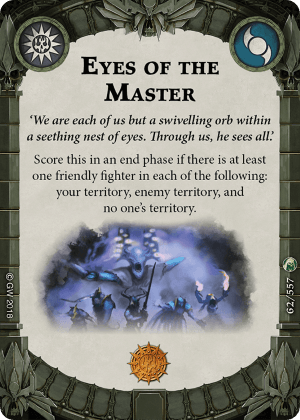 EYES OF THE
MASTER
‘We are each of us but a swivelling orb within
a seething nest of eyes. Through us, he sees all.’
Score this in an end phase if there is at least
one friendly fighter in each of the following:
your territory, enemy territory, and
no one’s territory.
© GW 2018
62/557